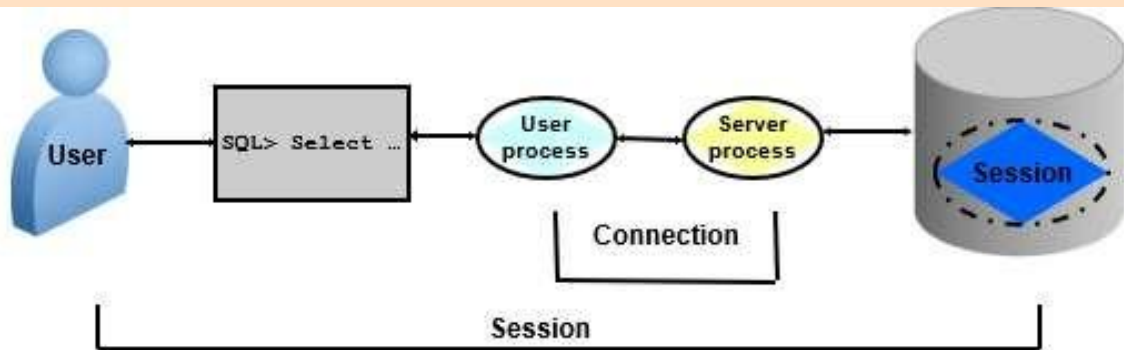 User
SQL> Select …
User
process
Server
process
Session
Connection
Session